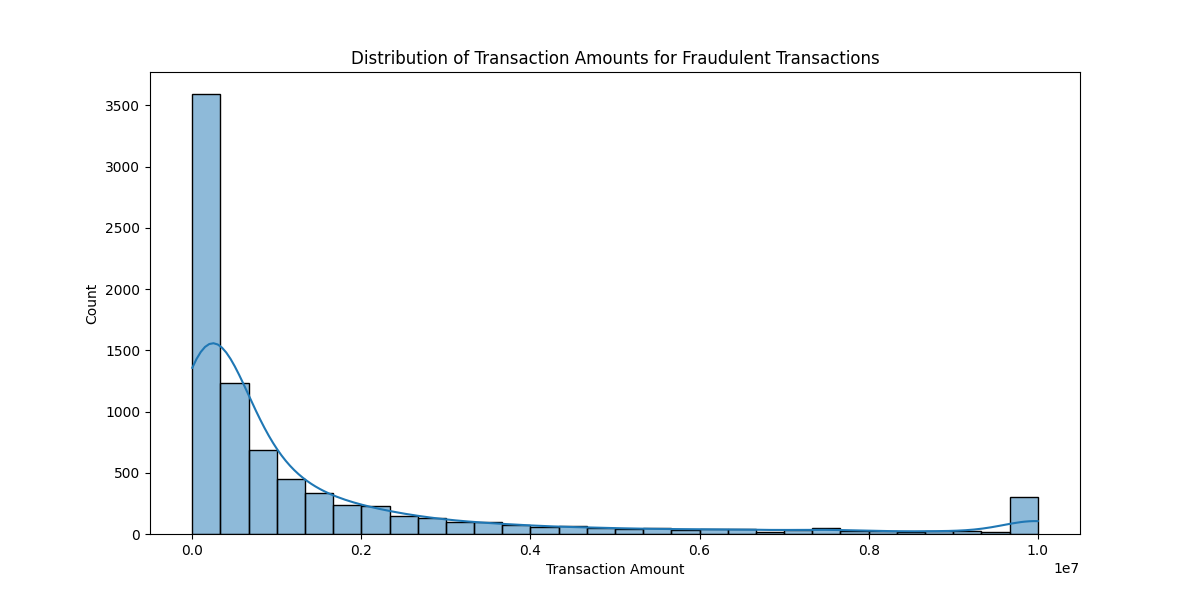 Distribution of Transaction Amounts for Fraudulent Transactions
3500
3000
2500
2000
1500
1000
500
0
Count
0.0 0.2 0.4 0.6 0.8 1.0
1e7
Transaction Amount